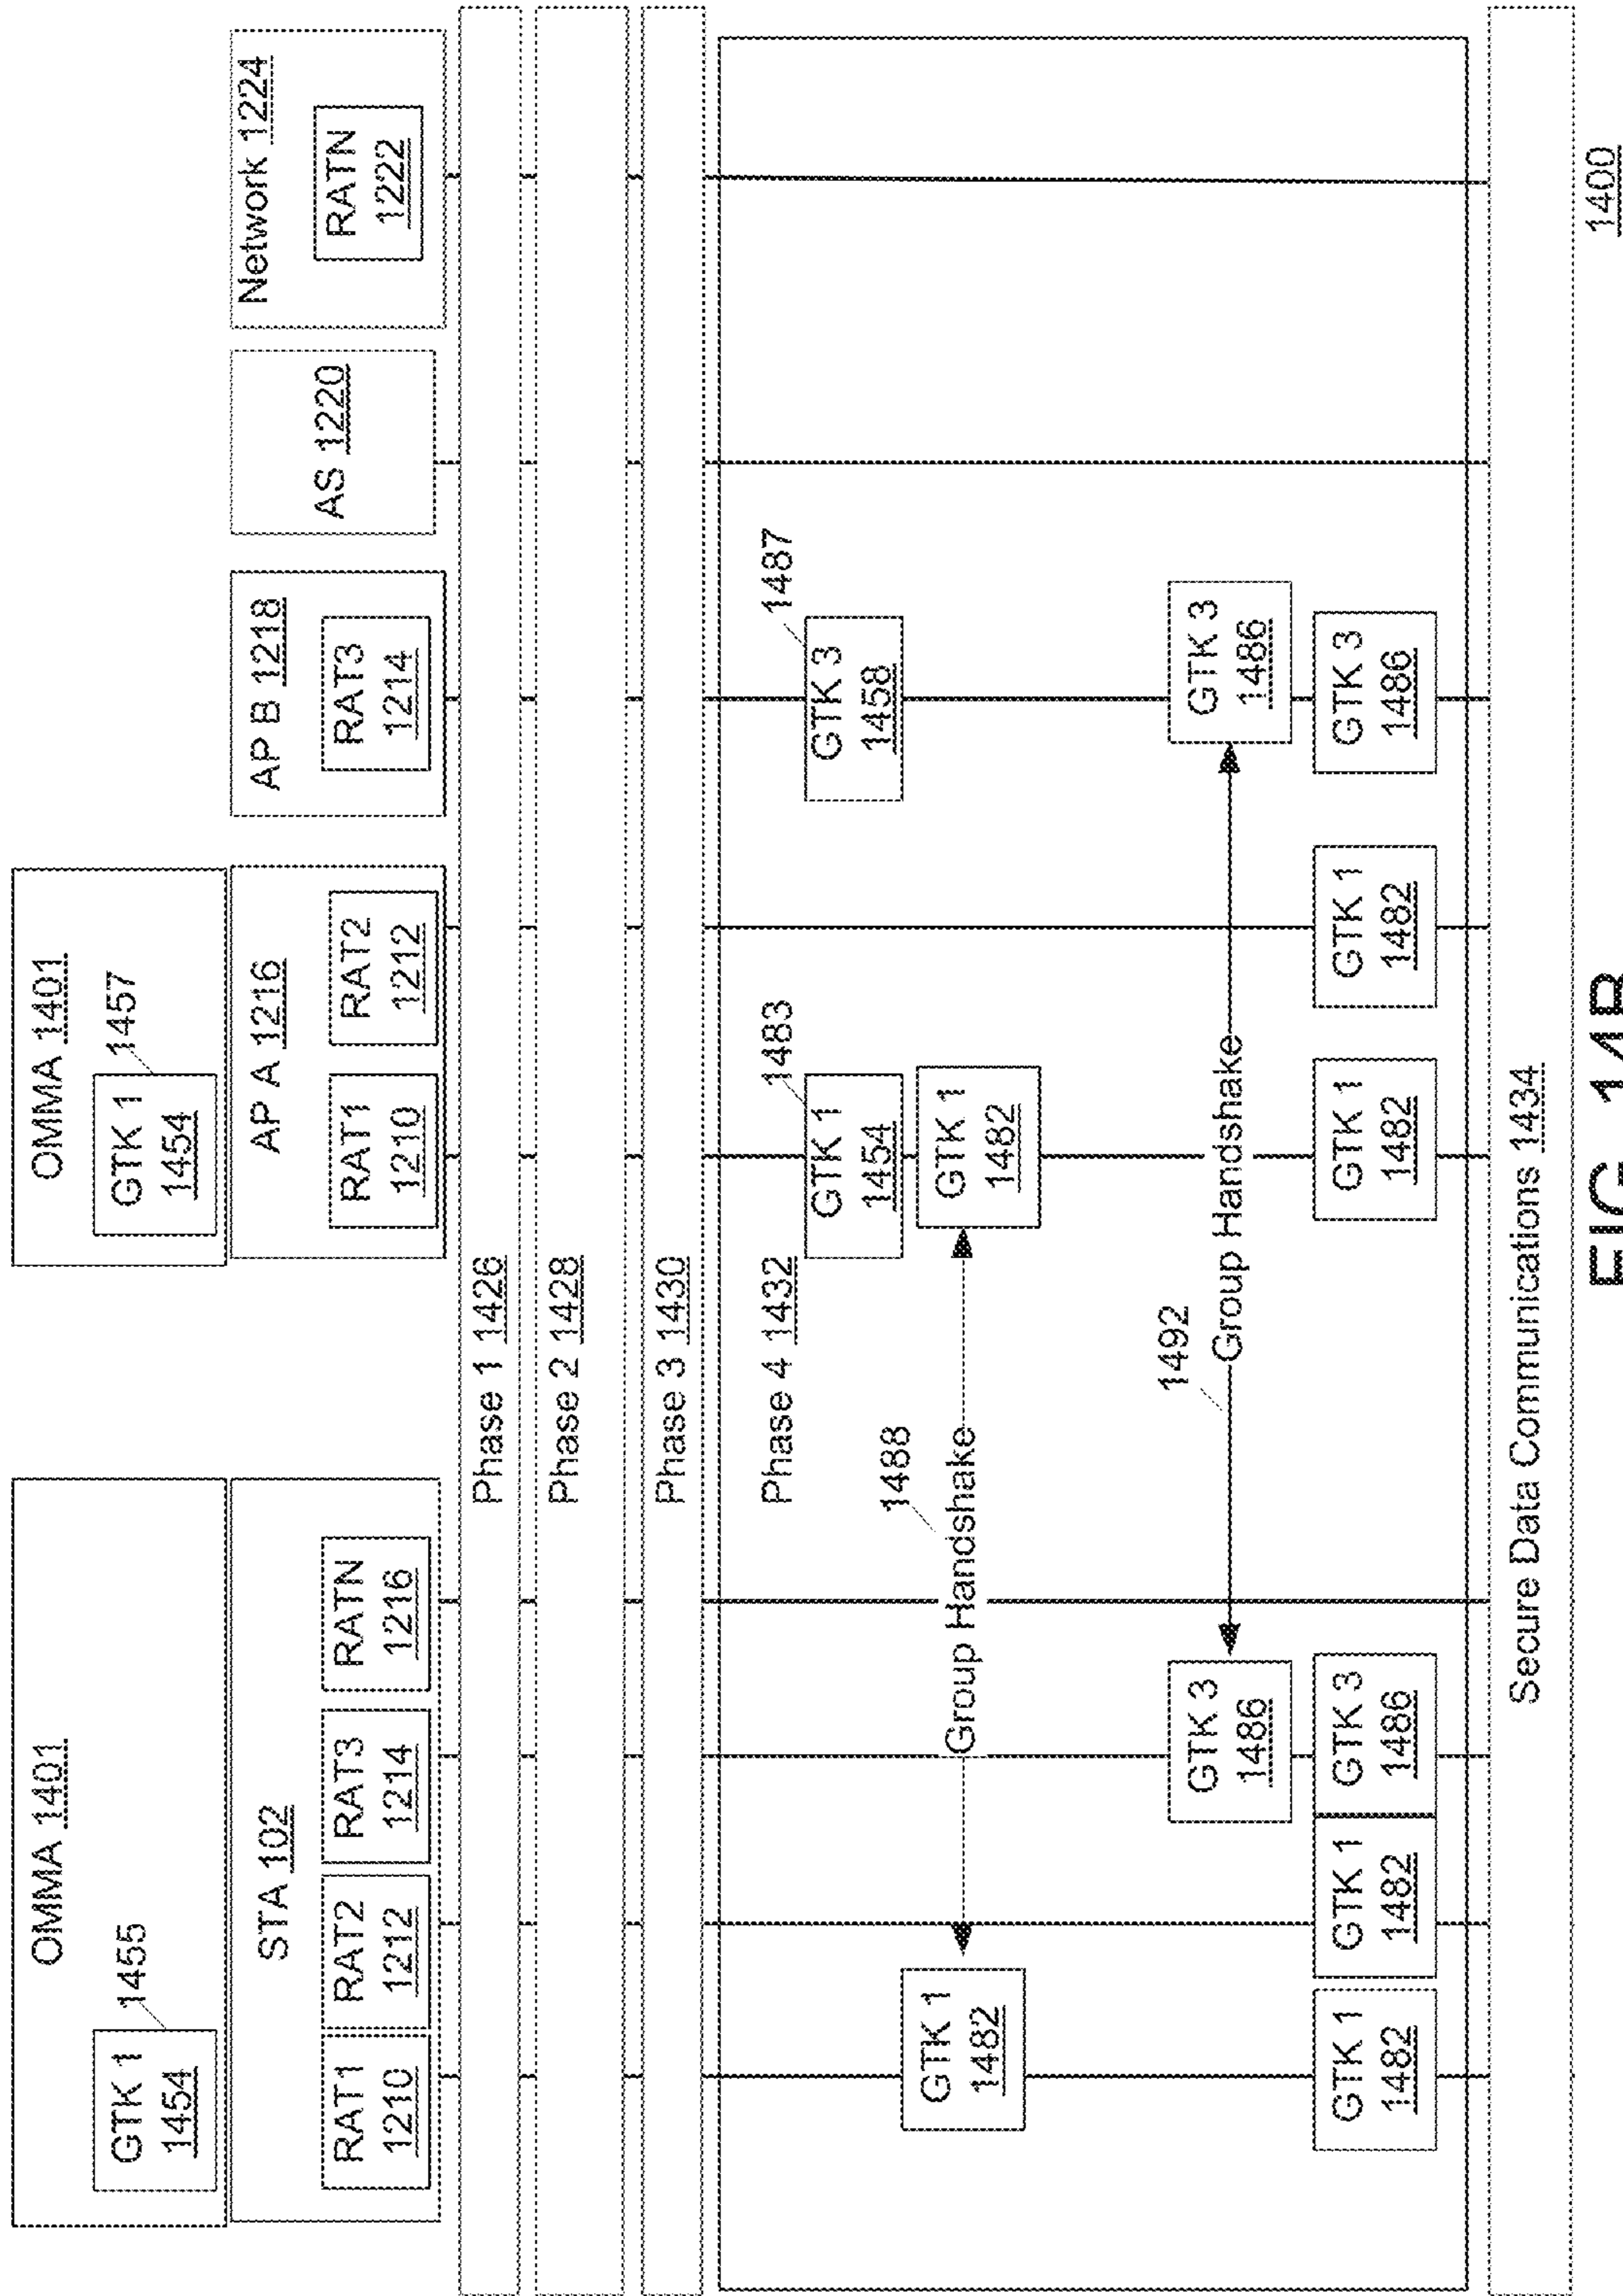 OMMA 1401
GTK 1
1454
1455
STA 102
RAT1
1210
RAT2
1212
RAT3
1214
RATN
1216
OMMA 1401
GTK 1
1454
1457
AP A 1216
RAT1
1210
RAT2
1212
AP B 1218
RAT3
1214
AS 1220
Network 1224
RATN
1222
Phase 1 1426
Phase 2 1428
Phase 3 1430
Phase 4 1432
GTK 1
1454
1483
GTK 3
1458
1487
GTK 1
1482
1488
Group Handshake
GTK 1
1482
GTK 3
1486
1492
Group Handshake
GTK 3
1486
GTK 1
1482
GTK 1
1482
GTK 3
1486
GTK 1
1482
GTK 1
1482
GTK 3
1486
Secure Data Communications 1434
1400
FIG. 14B